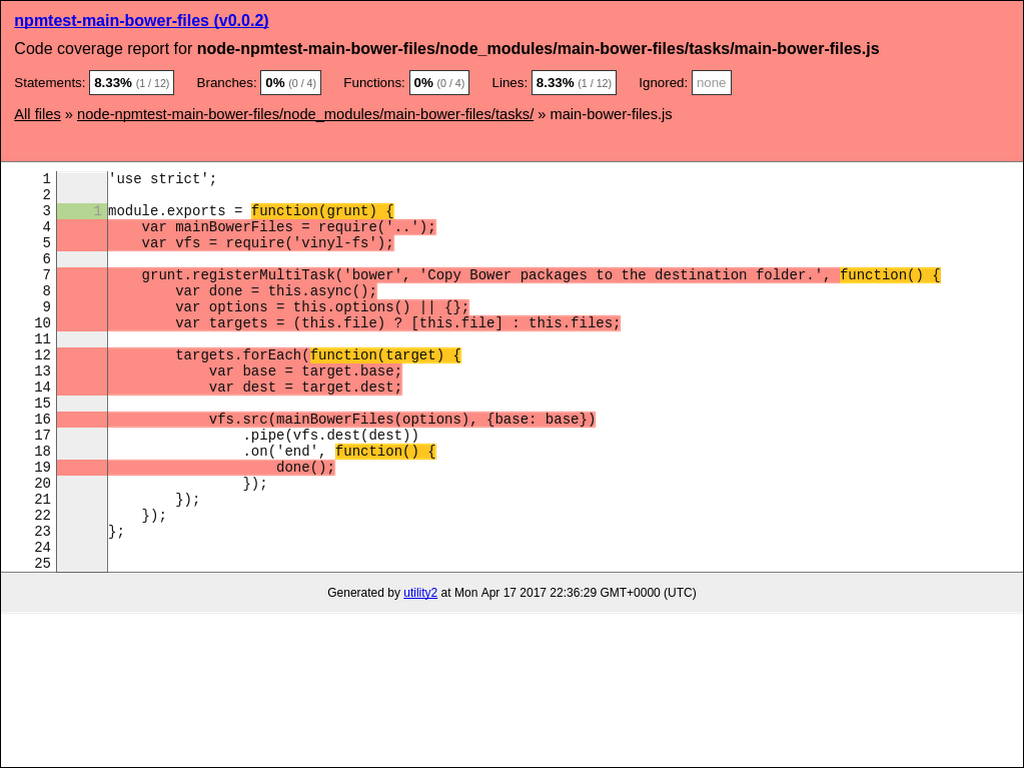 npmtest-main-bower-files (v0.0.2)
Code coverage report for node-npmtest-main-bower-files/node_modules/main-bower-files/tasks/main-bower-files.js
Statements: 8.33% (1 / 12) Branches: 0% (0 / 4) Functions: 0% (0 / 4) Lines: 8.33% (1 / 12) Ignored: none
All files » node-npmtest-main-bower-files/node_modules/main-bower-files/tasks/ » main-bower-files.js
1 'use strict';
2
3 1 module.exports = function(grunt) {
4     var mainBowerFiles = require('..');
5     var vfs = require('vinyl-fs');
6
7     grunt.registerMultiTask('bower', 'Copy Bower packages to the destination folder.', function() {
8         var done = this.async();
9         var options = this.options() || {};
10         var targets = (this.file) ? [this.file] : this.files;
11
12         targets.forEach(function(target) {
13             var base = target.base;
14             var dest = target.dest;
15
16             vfs.src(mainBowerFiles(options), {base: base})
17                 .pipe(vfs.dest(dest))
18                 .on('end', function() {
19                     done();
20                 });
21         });
22     });
23 };
24
25
Generated by utility2 at Mon Apr 17 2017 22:36:29 GMT+0000 (UTC)